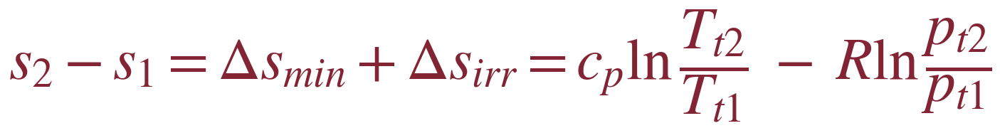 s₂ − s₁ = Δsₘᵢₙ + Δsᵢᵣᵣ = cₚ ln(Tₜ₂/Tₜ₁) − R ln(pₜ₂/pₜ₁)